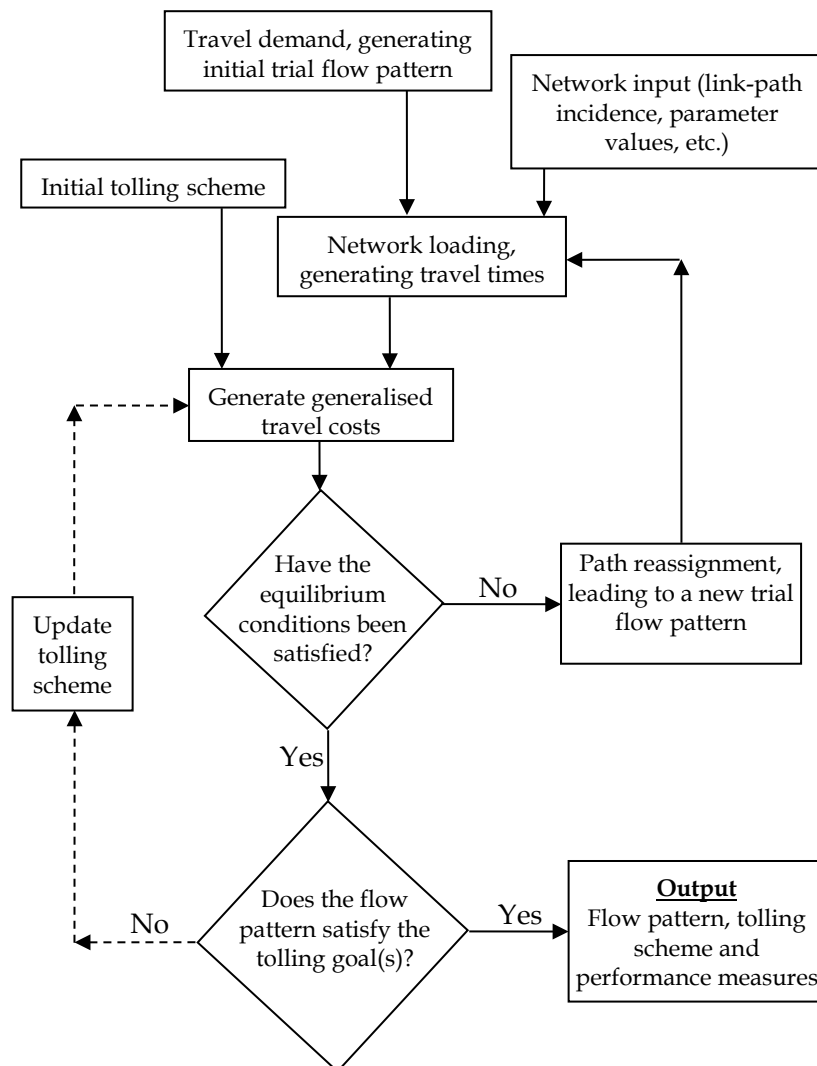 Travel demand, generating
initial trial flow pattern
Network input (link-path
incidence, parameter
values, etc.)
Initial tolling scheme
Network loading,
generating travel times
Generate generalised
travel costs
Have the
equilibrium
conditions been
satisfied?
No
Path reassignment,
leading to a new trial
flow pattern
Update
tolling
scheme
Yes
Does the flow
pattern satisfy the
tolling goal(s)?
No
Yes
Output
Flow pattern, tolling
scheme and
performance measures